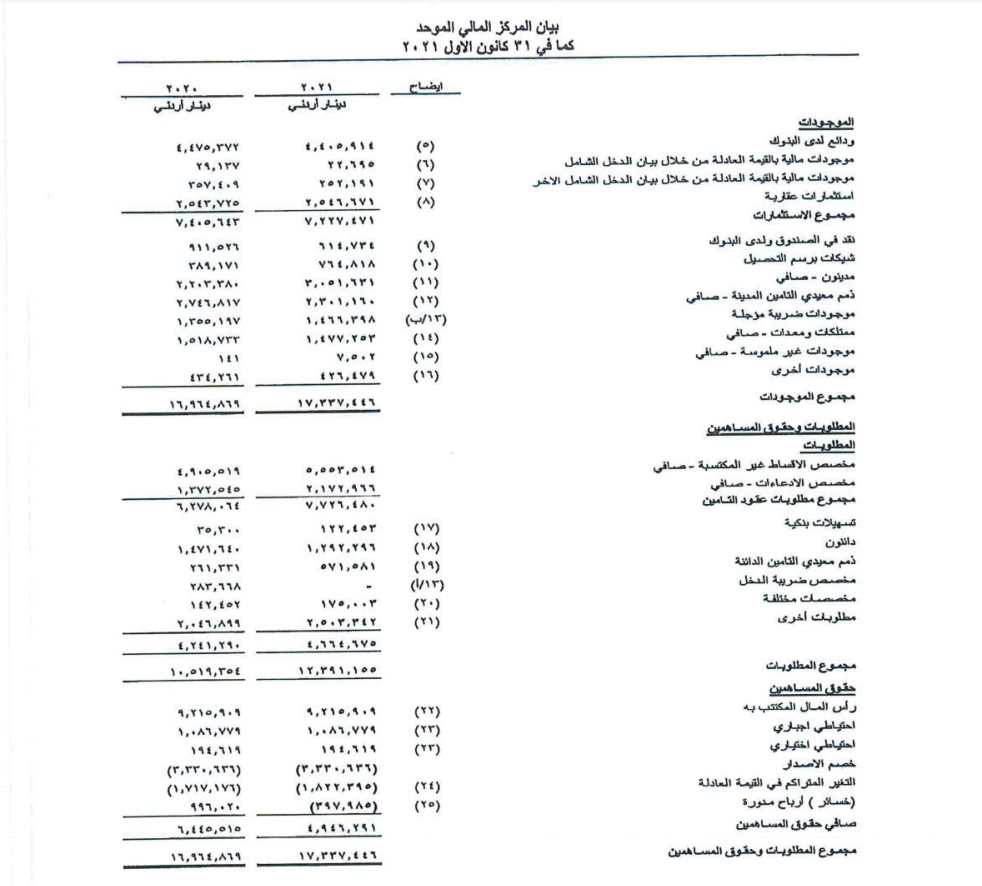 بيان المركز المالي الموحد
كما في ٣١ كانون الاول ٢٠٢١
ايضاح ٢٠٢١ ٢٠٢٠
دينار أردني دينار أردني
الموجودات
ودائع لدى البنوك (٥) ٤,٤٠٥,٩١٤ ٤,٤٧٥,٣٧٢
موجودات مالية بالقيمة العادلة من خلال بيان الدخل الشامل (٦) ٢٢,٦٩٥ ٢٩,١٣٧
موجودات مالية بالقيمة العادلة من خلال بيان الدخل الشامل الاخر (٧) ٢٥٢,١٩١ ٣٥٧,٤٠٩
استثمارات عقارية (٨) ٢,٥٤٦,٦٧١ ٢,٥٤٣,٧٢٥
مجموع الاستثمارات ٧,٢٢٧,٤٧١ ٧,٤٠٥,٦٤٣
نقد في الصندوق ولدى البنوك (٩) ٦١٤,٧٣٤ ٩١١,٥٢٦
شيكات برسم التحصيل (١٠) ٧٦٤,٨١٨ ٣٨٩,١٧١
مدينون - صافي (١١) ٣,٠٥١,٦٣١ ٢,٢٠٣,٣٨٠
ذمم معيدي التامين المدينة - صافي (١٢) ٢,٣٠١,١٦٠ ٢,٧٤٦,٨١٧
موجودات ضريبة مؤجلة (١٣/ب) ١,٤٦٦,٣٩٨ ١,٣٥٥,١٩٧
ممتلكات ومعدات - صافي (١٤) ١,٤٧٧,٢٥٣ ١,٥١٨,٧٣٣
موجودات غير ملموسة - صافي (١٥) ٧,٥٠٢ ١٤١
موجودات أخرى (١٦) ٤٢٦,٤٧٩ ٤٣٤,٢٦١
مجموع الموجودات ١٧,٣٣٧,٤٤٦ ١٦,٩٦٤,٨٦٩
المطلوبات وحقوق المساهمين
المطلوبات
مخصص الاقساط غير المكتسبة - صافي ٥,٥٥٣,٥١٤ ٤,٩٠٥,٥١٩
مخصص الادعاءات - صافي ٢,١٧٢,٩٦٦ ١,٣٧٢,٥٤٥
مجموع مطلوبات عقود التامين ٧,٧٢٦,٤٨٠ ٦,٢٧٨,٠٦٤
تسهيلات بنكية (١٧) ١٢٢,٤٥٣ ٣٥,٣٠٠
دائنون (١٨) ١,٢٩٢,٢٩٦ ١,٤٧١,٦٤٠
ذمم معيدي التامين الدائنة (١٩) ٥٧١,٥٨١ ٢٦١,٣٣١
مخصص ضريبة الدخل (١٣/أ) - ٢٨٣,٦٦٨
مخصصات مختلفة (٢٠) ١٧٥,٠٠٣ ١٤٢,٤٥٢
مطلوبات أخرى (٢١) ٢,٥٠٣,٣٤٢ ٢,٠٤٦,٨٩٩
٤,٦٦٤,٦٧٥ ٤,٢٤١,٢٩٠
مجموع المطلوبات ١٢,٣٩١,١٥٥ ١٠,٥١٩,٣٥٤
حقوق المساهمين
رأس المال المكتتب به (٢٢) ٩,٢١٥,٩٠٩ ٩,٢١٥,٩٠٩
احتياطي اجباري (٢٣) ١,٠٨٦,٧٧٩ ١,٠٨٦,٧٧٩
احتياطي اختياري (٢٣) ١٩٤,٦١٩ ١٩٤,٦١٩
خصم الاصدار (٣,٣٣٠,٦٣٦) (٣,٣٣٠,٦٣٦)
التغير المتراكم في القيمة العادلة (٢٤) (١,٨٢٢,٣٩٥) (١,٧١٧,١٧٦)
(خسائر ) أرباح مدورة (٢٥) (٣٩٧,٩٨٥) ٩٩٦,٠٢٠
صافي حقوق المساهمين ٤,٩٤٦,٢٩١ ٦,٤٤٥,٥١٥
مجموع المطلوبات وحقوق المساهمين ١٧,٣٣٧,٤٤٦ ١٦,٩٦٤,٨٦٩